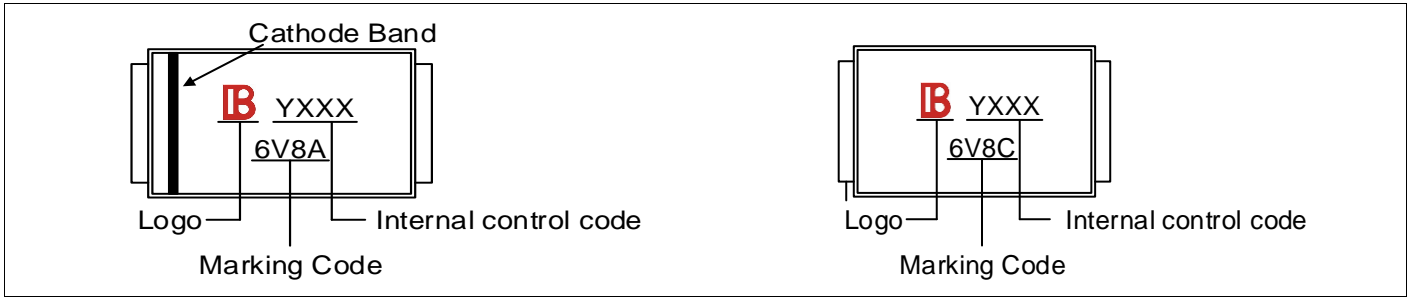 Cathode Band
B YXXX
6V8A
Logo
Internal control code
Marking Code
B YXXX
6V8C
Logo
Internal control code
Marking Code